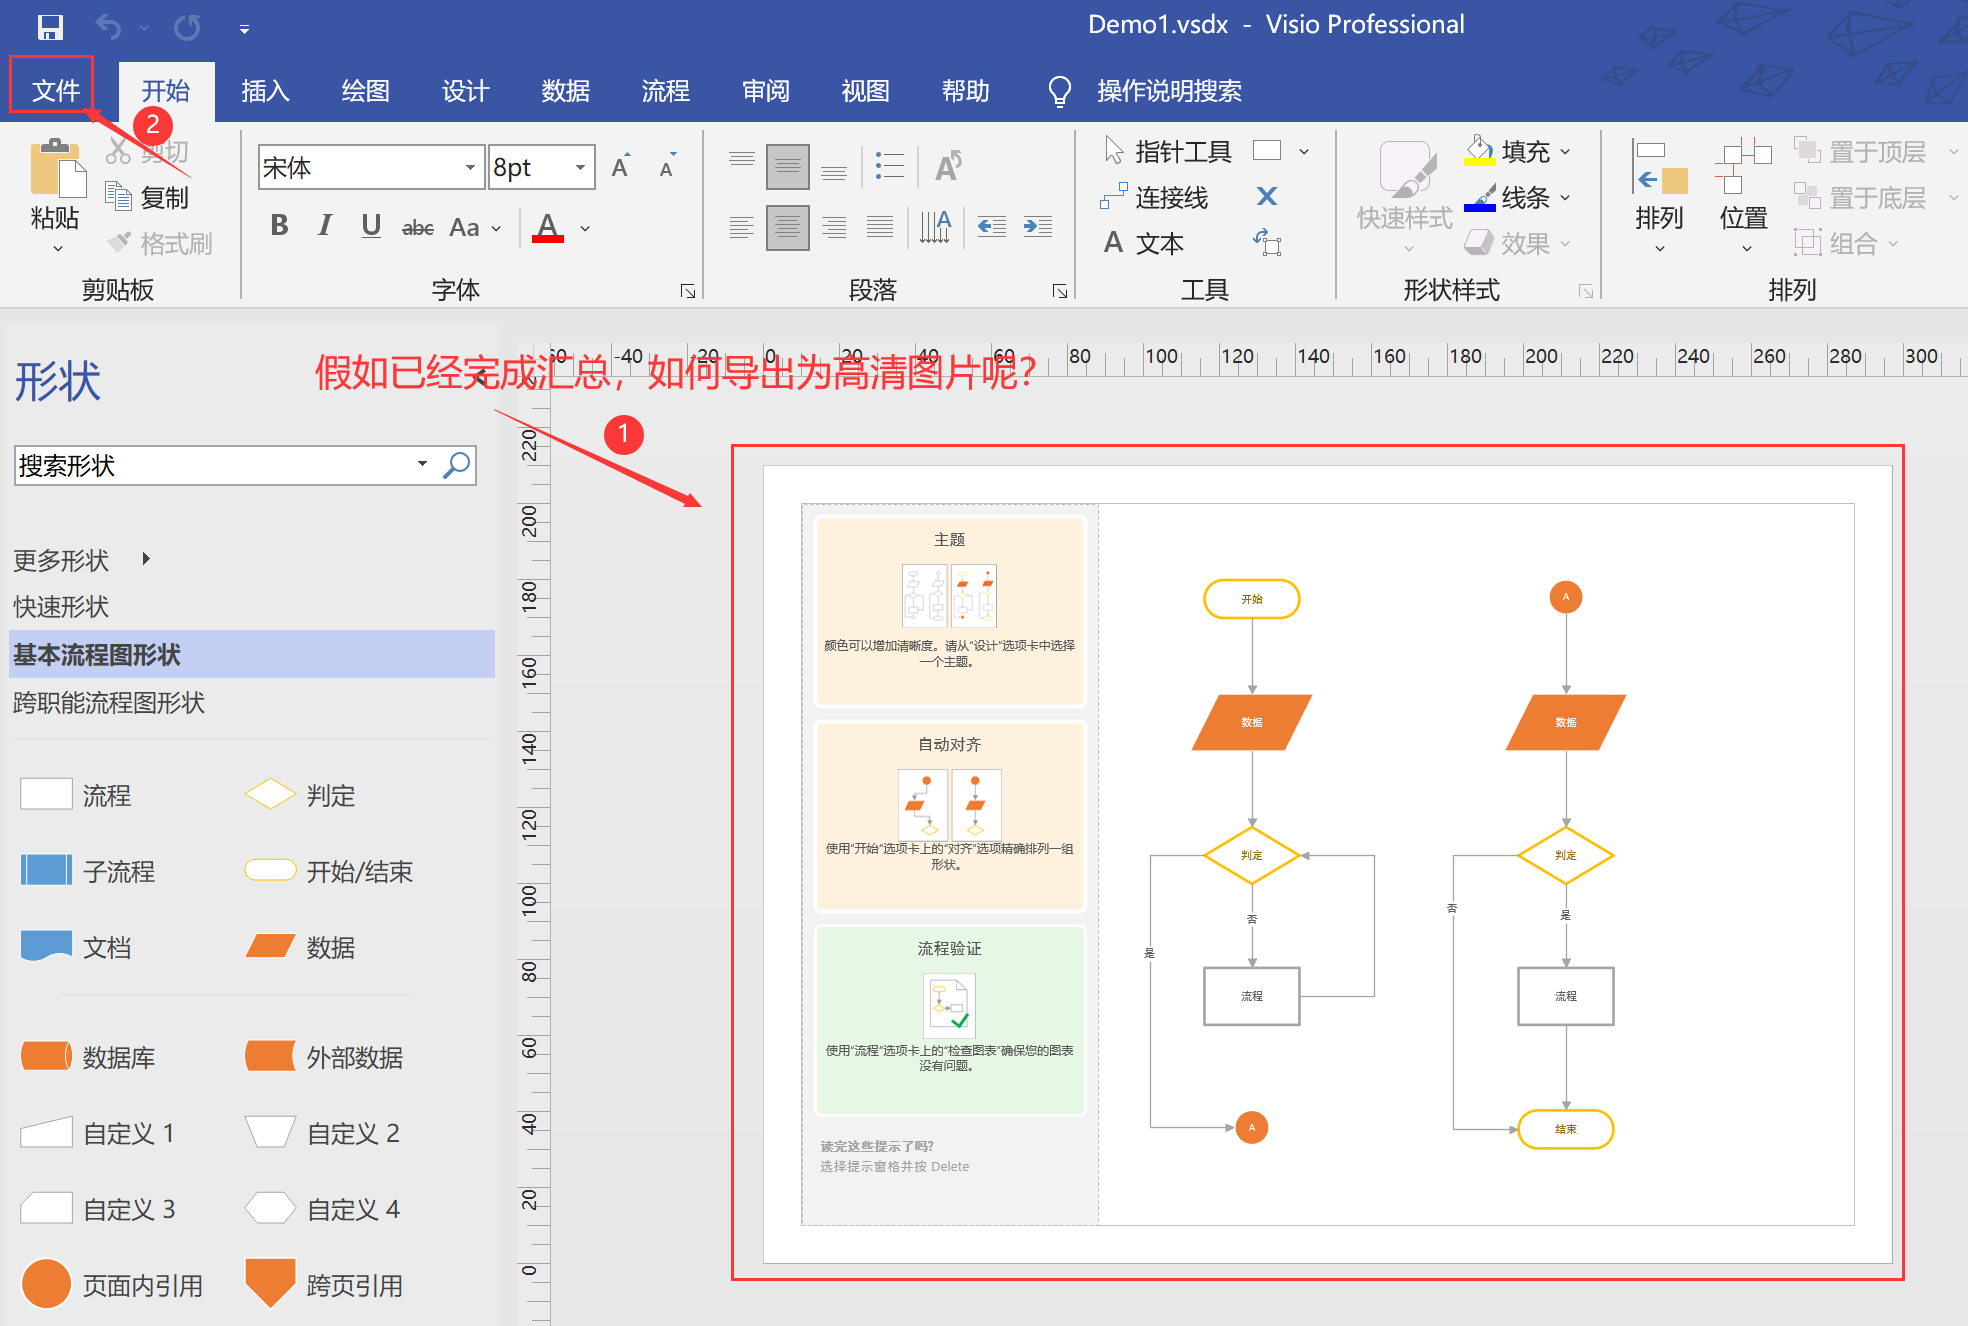 Demo1.vsdx - Visio Professional
文件 开始 插入 绘图 设计 数据 流程 审阅 视图 帮助 操作说明搜索
2
粘贴
剪切
复制
格式刷
剪贴板
宋体 8pt A A
B I U abc Aa A
字体
A
A
段落
指针工具
连接线 X
A 文本
工具
快速样式
填充
线条
效果
形状样式
排列
位置
置于顶层
置于底层
组合
排列
形状
搜索形状
更多形状
快速形状
基本流程图形状
跨职能流程图形状
流程 判定
子流程 开始/结束
文档 数据
数据库 外部数据
自定义 1 自定义 2
自定义 3 自定义 4
页面内引用 跨页引用
假如已经完成汇总，如何导出为高清图片呢？
1
-60 -40 -20 0 20 40 60 80 100 120 140 160 180 200 220 240 260 280 300
220
200
180
160
140
120
100
80
60
40
20
0
主题
颜色可以增加清晰度。请从"设计"选项卡中选择
一个主题。
自动对齐
使用"开始"选项卡上的"对齐"选项精确排列一组
形状。
流程验证
使用"流程"选项卡上的"检查图表"确保您的图表
没有问题。
读完这些提示了吗?
选择提示窗格并按 Delete
开始
数据
判定
否
是
流程
A
A
数据
判定
否
是
流程
结束